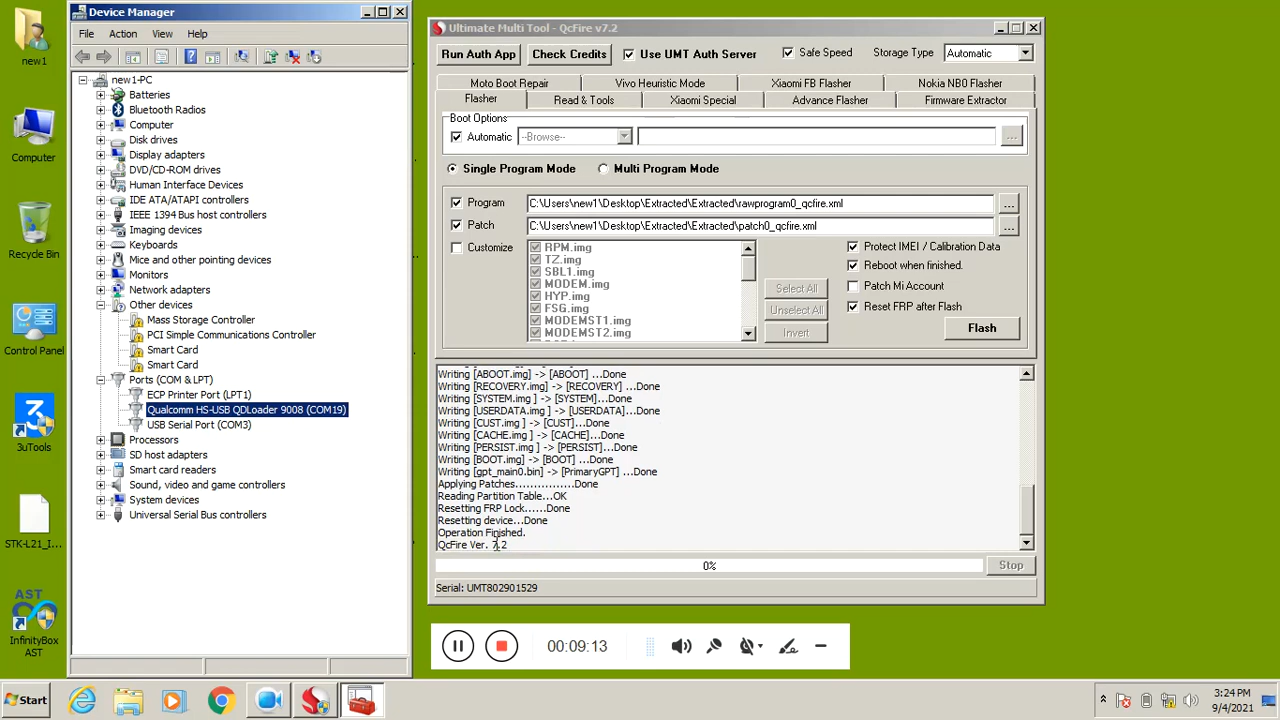 new1
Computer
Recycle Bin
Control Panel
3uTools
STK-L21_I...
AST
InfinityBox
AST
Device Manager
File Action View Help
new1-PC
Batteries
Bluetooth Radios
Computer
Disk drives
Display adapters
DVD/CD-ROM drives
Human Interface Devices
IDE ATA/ATAPI controllers
IEEE 1394 Bus host controllers
Imaging devices
Keyboards
Mice and other pointing devices
Monitors
Network adapters
Other devices
Mass Storage Controller
PCI Simple Communications Controller
Smart Card
Smart Card
Ports (COM & LPT)
ECP Printer Port (LPT1)
Qualcomm HS-USB QDLoader 9008 (COM19)
USB Serial Port (COM3)
Processors
SD host adapters
Smart card readers
Sound, video and game controllers
System devices
Universal Serial Bus controllers
Ultimate Multi Tool - QcFire v7.2
Run Auth App Check Credits Use UMT Auth Server Safe Speed Storage Type Automatic
Moto Boot Repair Vivo Heuristic Mode Xiaomi FB Flasher Nokia NB0 Flasher
Flasher Read & Tools Xiaomi Special Advance Flasher Firmware Extractor
Boot Options
Automatic --Browse-- ...
Single Program Mode Multi Program Mode
Program C:\Users\new1\Desktop\Extracted\Extracted\rawprogram0_qcfire.xml ...
Patch C:\Users\new1\Desktop\Extracted\Extracted\patch0_qcfire.xml ...
Customize
RPM.img
TZ.img
SBL1.img
MODEM.img
HYP.img
FSG.img
MODEMST1.img
MODEMST2.img
Select All
Unselect All
Invert
Protect IMEI / Calibration Data
Reboot when finished.
Patch Mi Account
Reset FRP after Flash
Flash
Writing [ABOOT.img] -> [ABOOT] ...Done
Writing [RECOVERY.img] -> [RECOVERY] ...Done
Writing [SYSTEM.img] -> [SYSTEM]...Done
Writing [USERDATA.img] -> [USERDATA]...Done
Writing [CUST.img] -> [CUST]...Done
Writing [CACHE.img ] -> [CACHE]...Done
Writing [PERSIST.img] -> [PERSIST]...Done
Writing [BOOT.img] -> [BOOT] ...Done
Writing [gpt_main0.bin] -> [PrimaryGPT] ...Done
Applying Patches...............Done
Reading Partition Table...OK
Resetting FRP Lock......Done
Resetting device...Done
Operation Finished.
QcFire Ver. 7.2
0% Stop
Serial: UMT802901529
00:09:13
Start
3:24 PM
9/4/2021